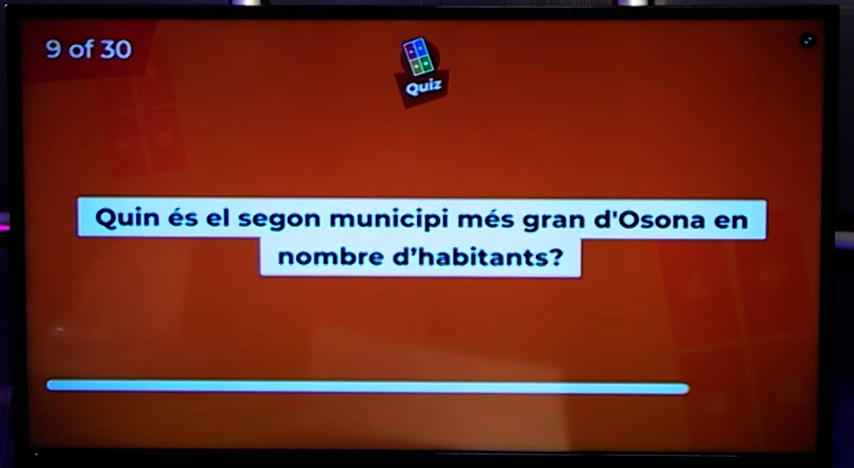 9 of 30
Quiz
Quin és el segon municipi més gran d'Osona en
nombre d’habitants?